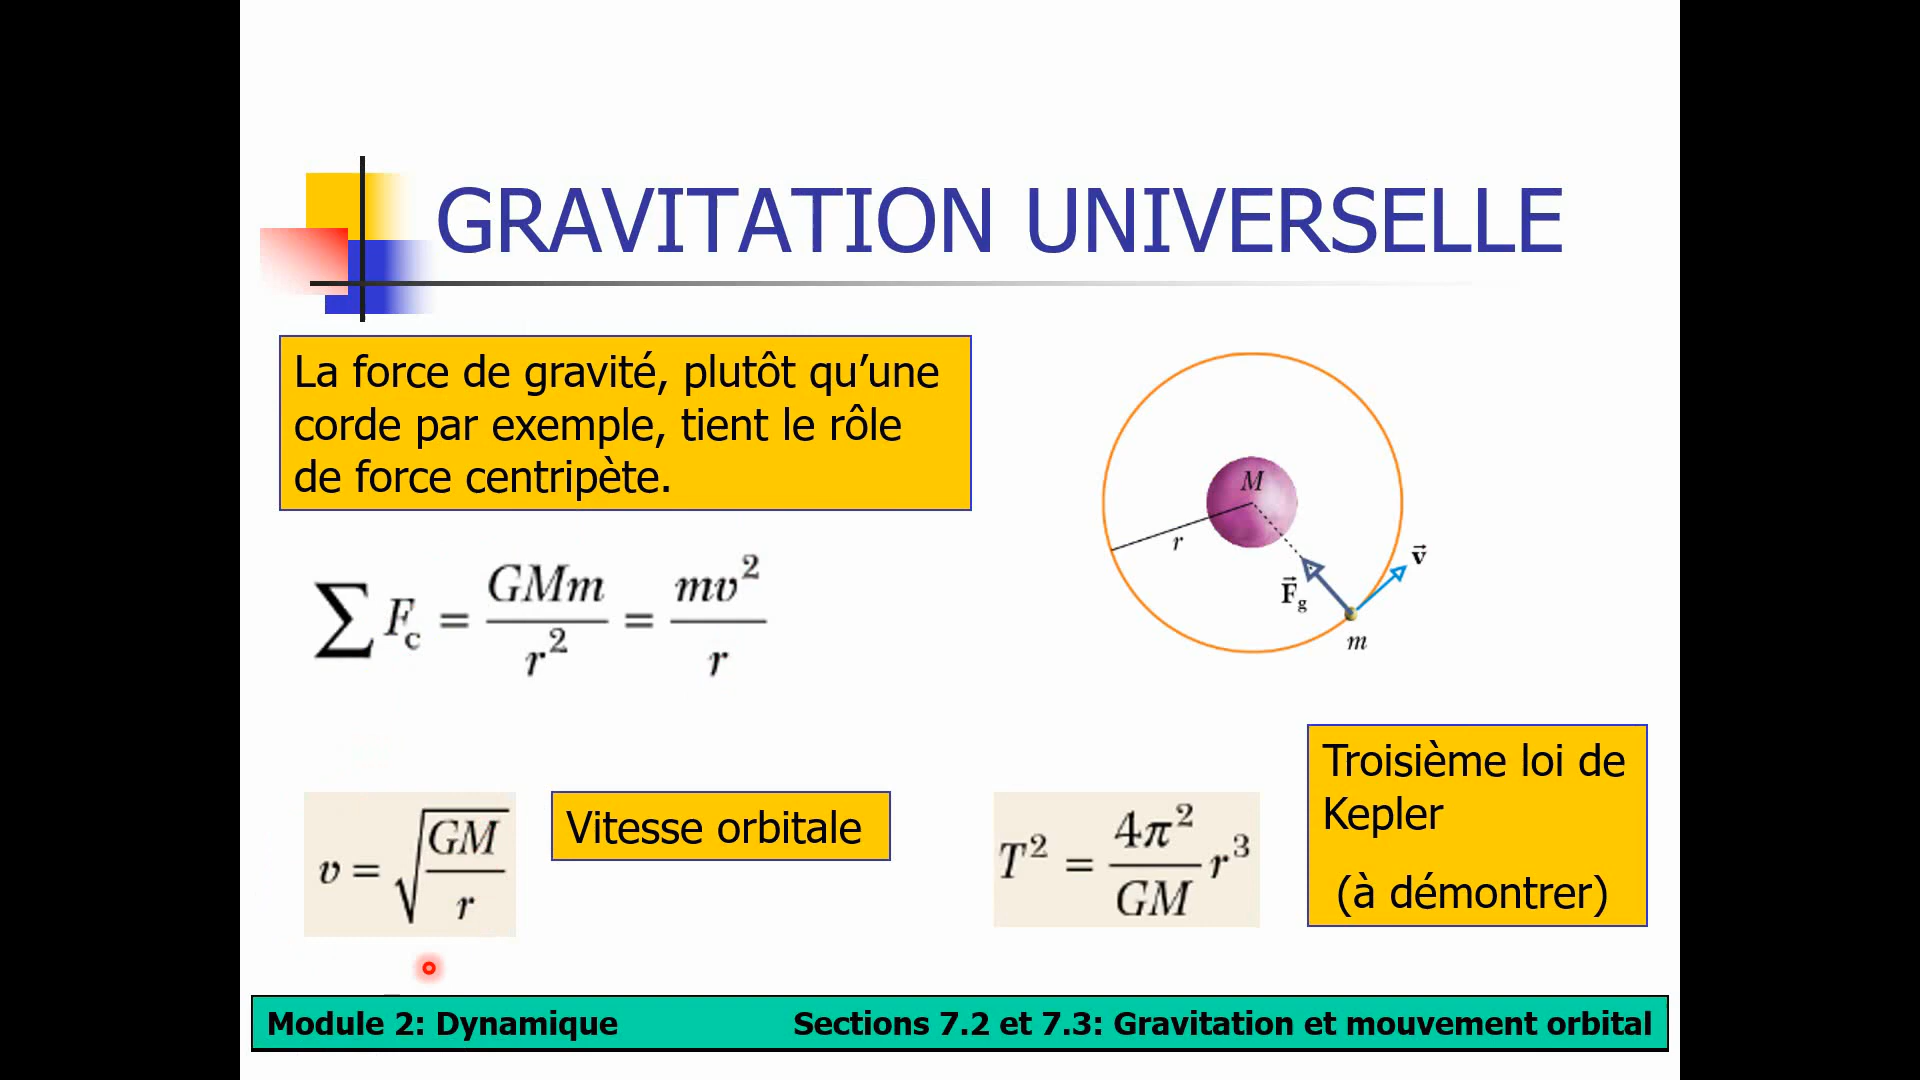 GRAVITATION UNIVERSELLE
La force de gravité, plutôt qu’une
corde par exemple, tient le rôle
de force centripète.
∑ F_c = GMm / r² = mv² / r
M
r
F⃗_g
v⃗
m
v = √(GM / r)
Vitesse orbitale
T² = (4π² / GM) r³
Troisième loi de
Kepler
(à démontrer)
Module 2: Dynamique
Sections 7.2 et 7.3: Gravitation et mouvement orbital